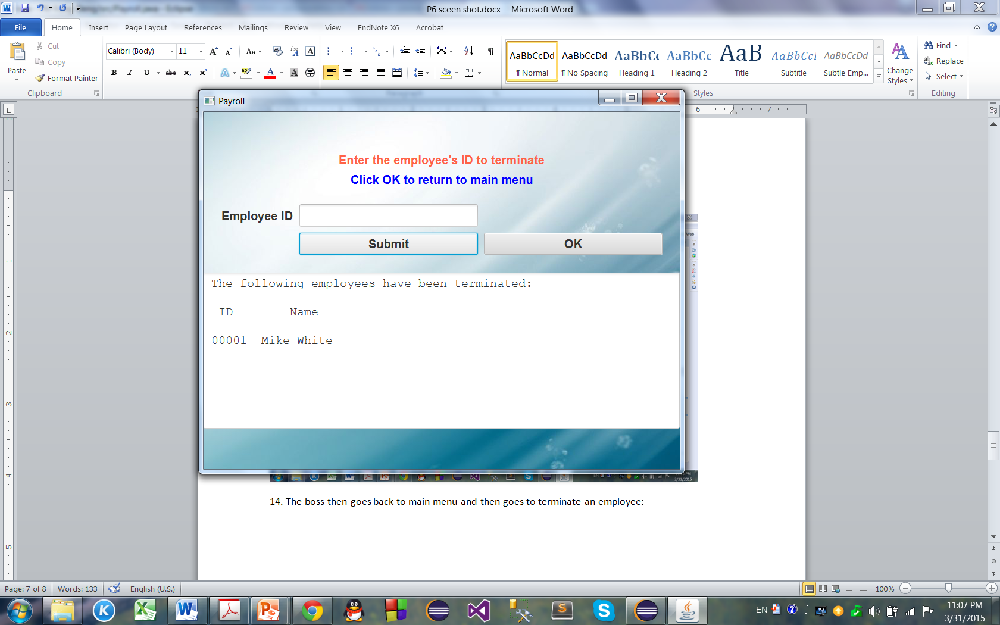 P6 sceen shot.docx - Microsoft Word
File Home Insert Page Layout References Mailings Review View EndNote X6 Acrobat
Paste
Cut
Copy
Format Painter
Clipboard
Calibri (Body) 11
AaBbCcDd ¶ Normal
AaBbCcDd ¶ No Spacing
AaBbCc Heading 1
AaBbCc Heading 2
AaB Title
AaBbCcI Subtitle
AaBbCcDd Subtle Emp...
Change Styles
Styles
Find
Replace
Select
Editing
Payroll
Enter the employee's ID to terminate
Click OK to return to main menu
Employee ID
Submit OK
The following employees have been terminated:
ID Name
00001 Mike White
Web
3/31/2015
14. The boss then goes back to main menu and then goes to terminate an employee:
Page: 7 of 8 Words: 133 English (U.S.) 100%
EN 11:07 PM
3/31/2015